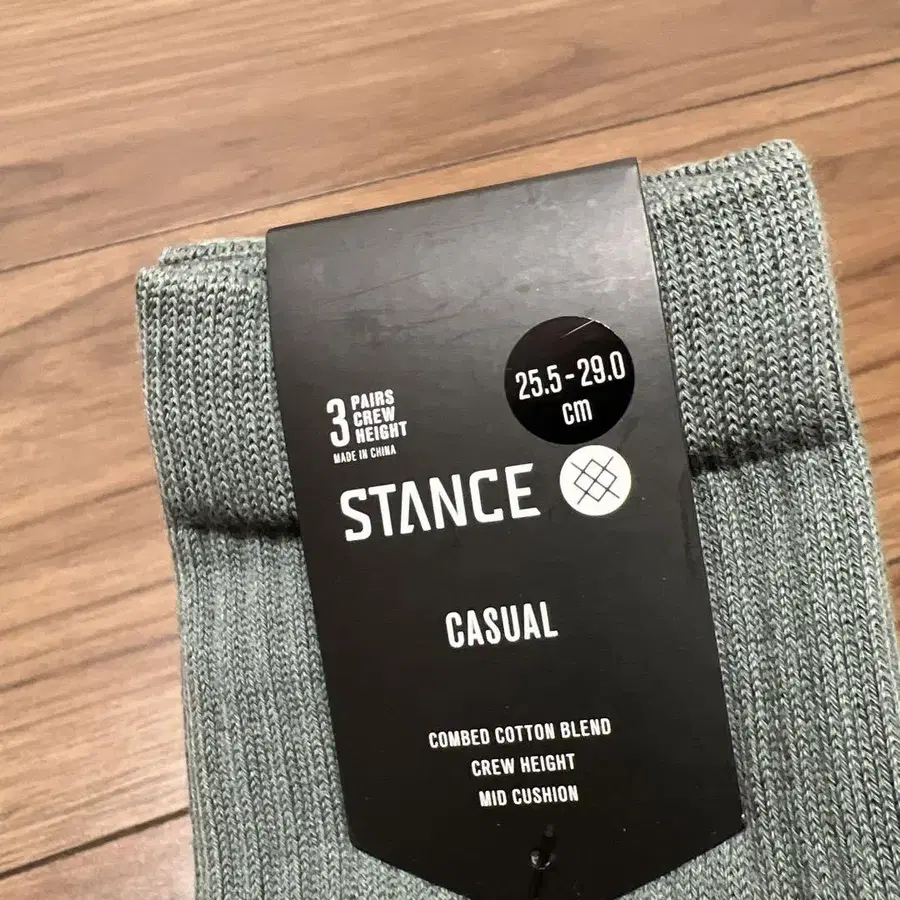 25.5-29.0
cm
3 PAIRS
CREW
HEIGHT
MADE IN CHINA
STANCE
CASUAL
COMBED COTTON BLEND
CREW HEIGHT
MID CUSHION